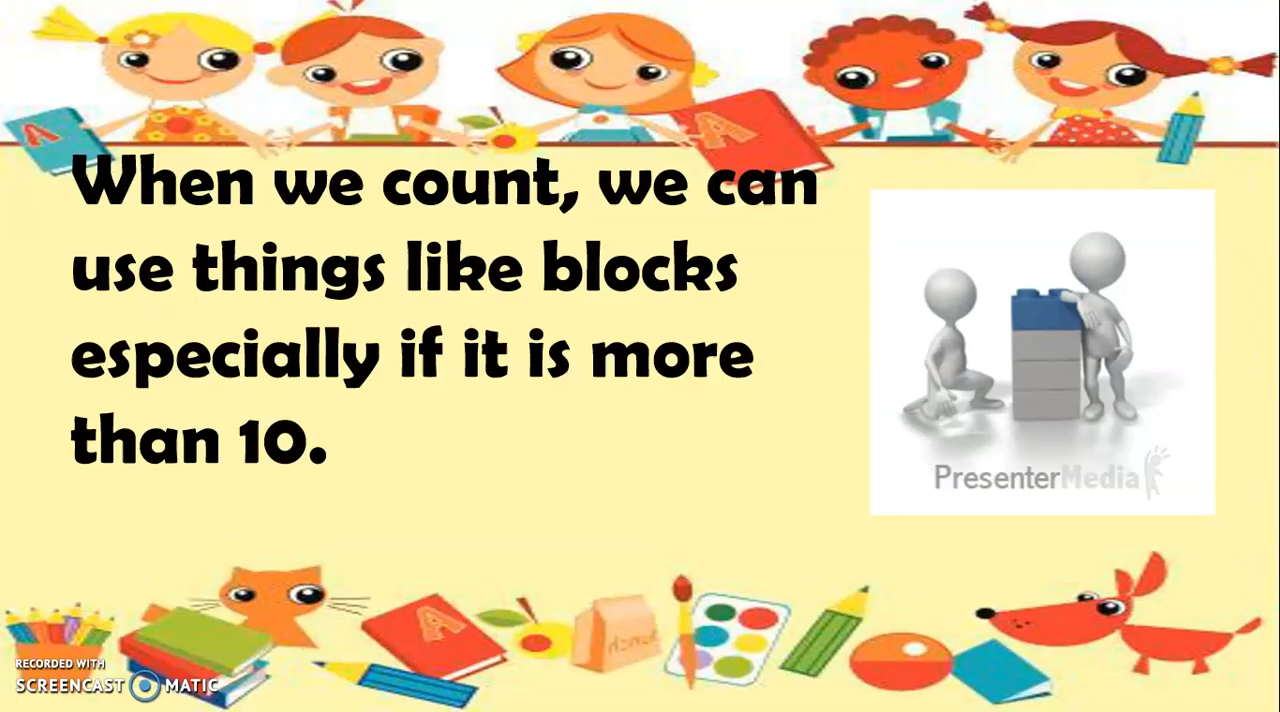 A
A
When we count, we can
use things like blocks
especially if it is more
than 10.
PresenterMedia
A
RECORDED WITH
SCREENCAST MATIC